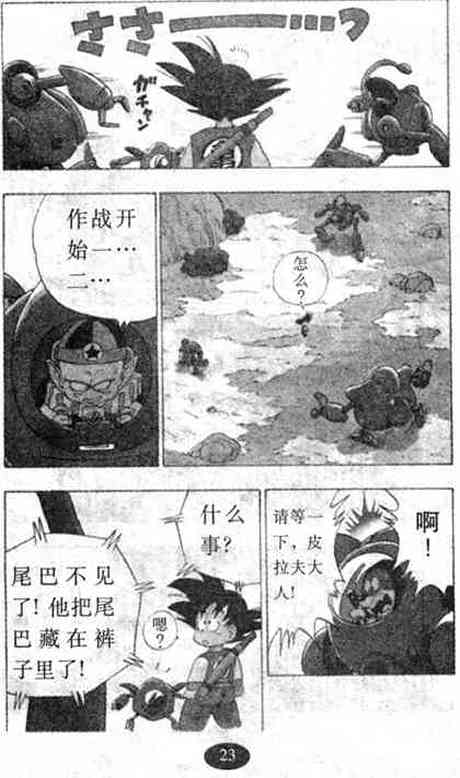 ささーー…っ
ガチャン
怎么?
作战开
始一…
二…
啊!
请等一
下，皮
拉夫大
人!
什么
事?
嗯?
尾巴不见
了!他把尾
巴藏在裤
子里了!
23